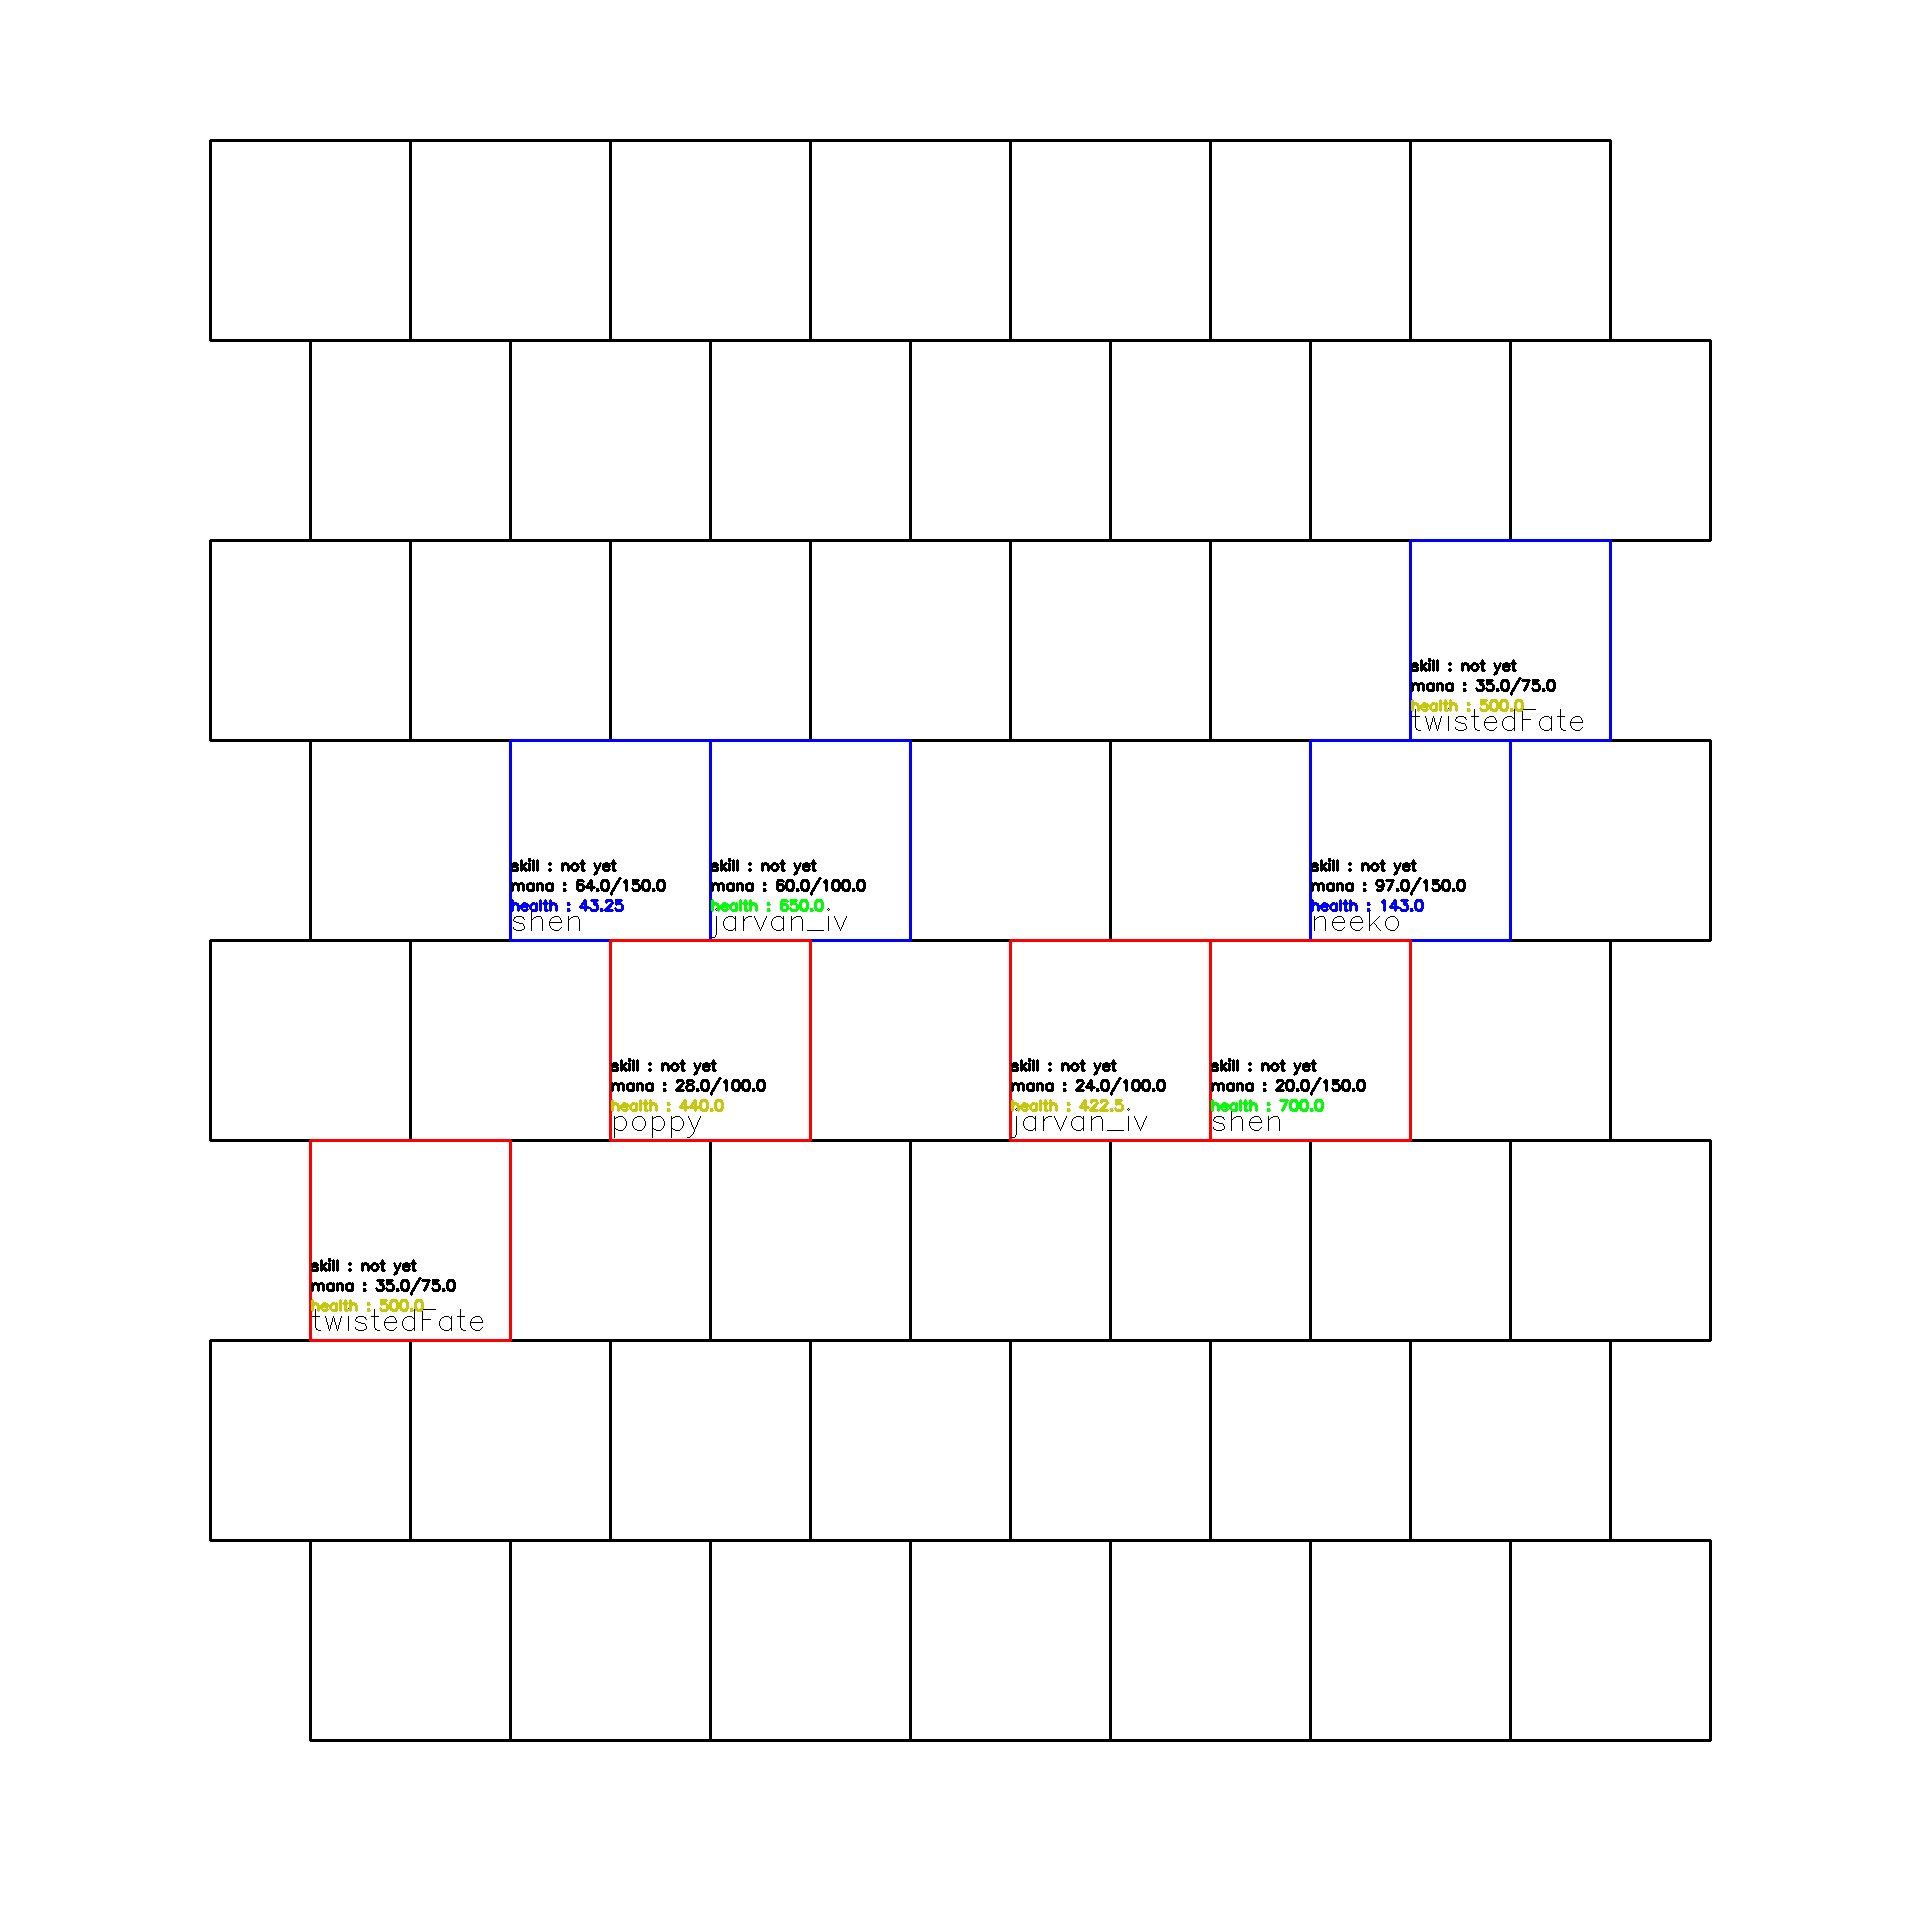 skill : not yet
mana : 35.0/75.0
health : 500.0
twistedFate
skill : not yet
mana : 64.0/150.0
health : 43.25
shen
skill : not yet
mana : 60.0/100.0
health : 650.0
jarvan_iv
skill : not yet
mana : 97.0/150.0
health : 143.0
neeko
skill : not yet
mana : 28.0/100.0
health : 440.0
poppy
skill : not yet
mana : 24.0/100.0
health : 422.5
jarvan_iv
skill : not yet
mana : 20.0/150.0
health : 700.0
shen
skill : not yet
mana : 35.0/75.0
health : 500.0
twistedFate